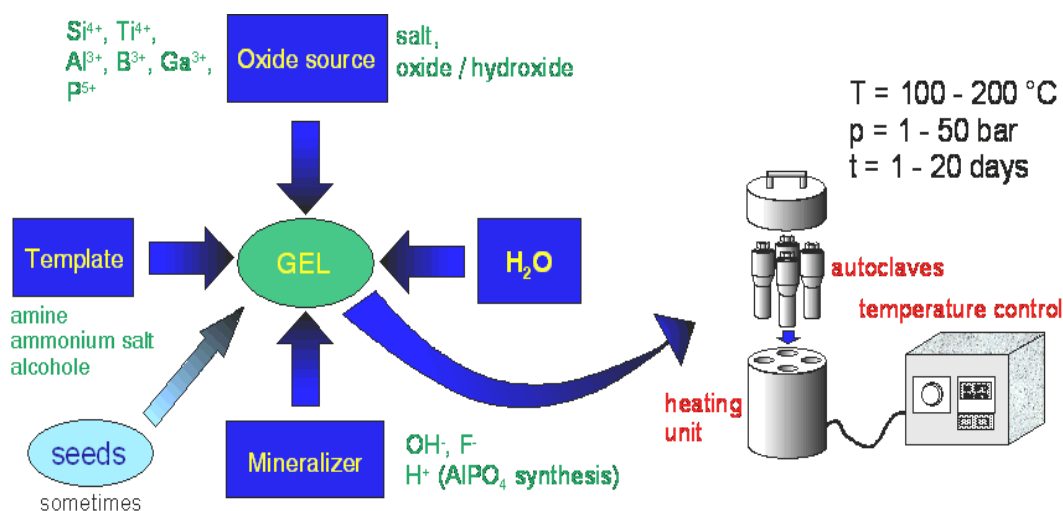 Si⁴⁺, Ti⁴⁺,
Al³⁺, B³⁺, Ga³⁺,
P⁵⁺
Oxide source
salt,
oxide / hydroxide
T = 100 - 200 °C
p = 1 - 50 bar
t = 1 - 20 days
Template
GEL
H₂O
amine
ammonium salt
alcohole
autoclaves
temperature control
heating
unit
seeds
sometimes
Mineralizer
OH⁻, F⁻
H⁺ (AlPO₄ synthesis)